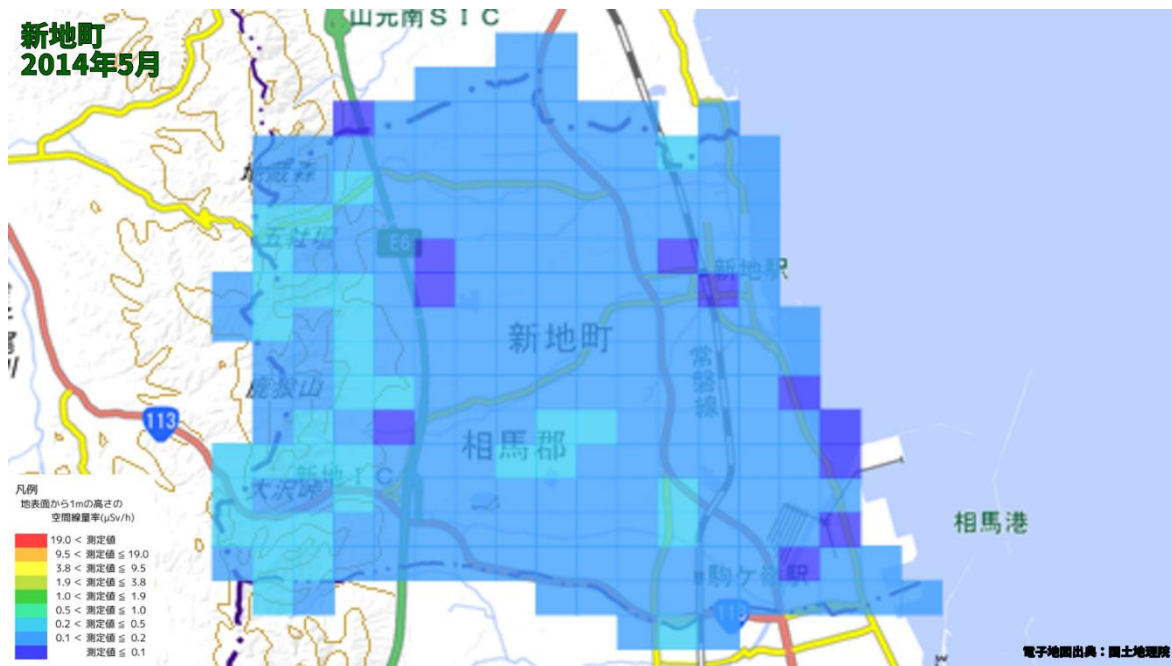 新地町
2014年5月
山元南ＳＩＣ
地蔵森
五社壇
E6
新地駅
新地町
常磐線
鹿狼山
113
相馬郡
新地ＩＣ
大沢峠
相馬港
駒ケ嶺駅
113
凡例
地表面から1mの高さの
空間線量率(μSv/h)
19.0 < 測定値
9.5 < 測定値 ≤ 19.0
3.8 < 測定値 ≤ 9.5
1.9 < 測定値 ≤ 3.8
1.0 < 測定値 ≤ 1.9
0.5 < 測定値 ≤ 1.0
0.2 < 測定値 ≤ 0.5
0.1 < 測定値 ≤ 0.2
測定値 ≤ 0.1
電子地図出典：国土地理院